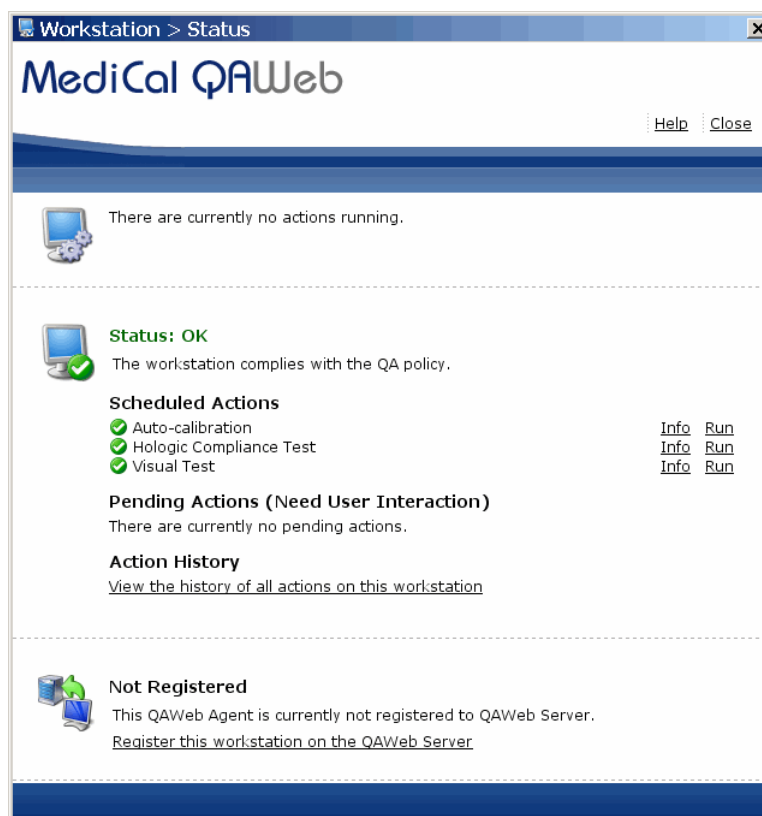 Workstation > Status
MediCal QAWeb
Help Close
There are currently no actions running.
Status: OK
The workstation complies with the QA policy.
Scheduled Actions
Auto-calibration Info Run
Hologic Compliance Test Info Run
Visual Test Info Run
Pending Actions (Need User Interaction)
There are currently no pending actions.
Action History
View the history of all actions on this workstation
Not Registered
This QAWeb Agent is currently not registered to QAWeb Server.
Register this workstation on the QAWeb Server